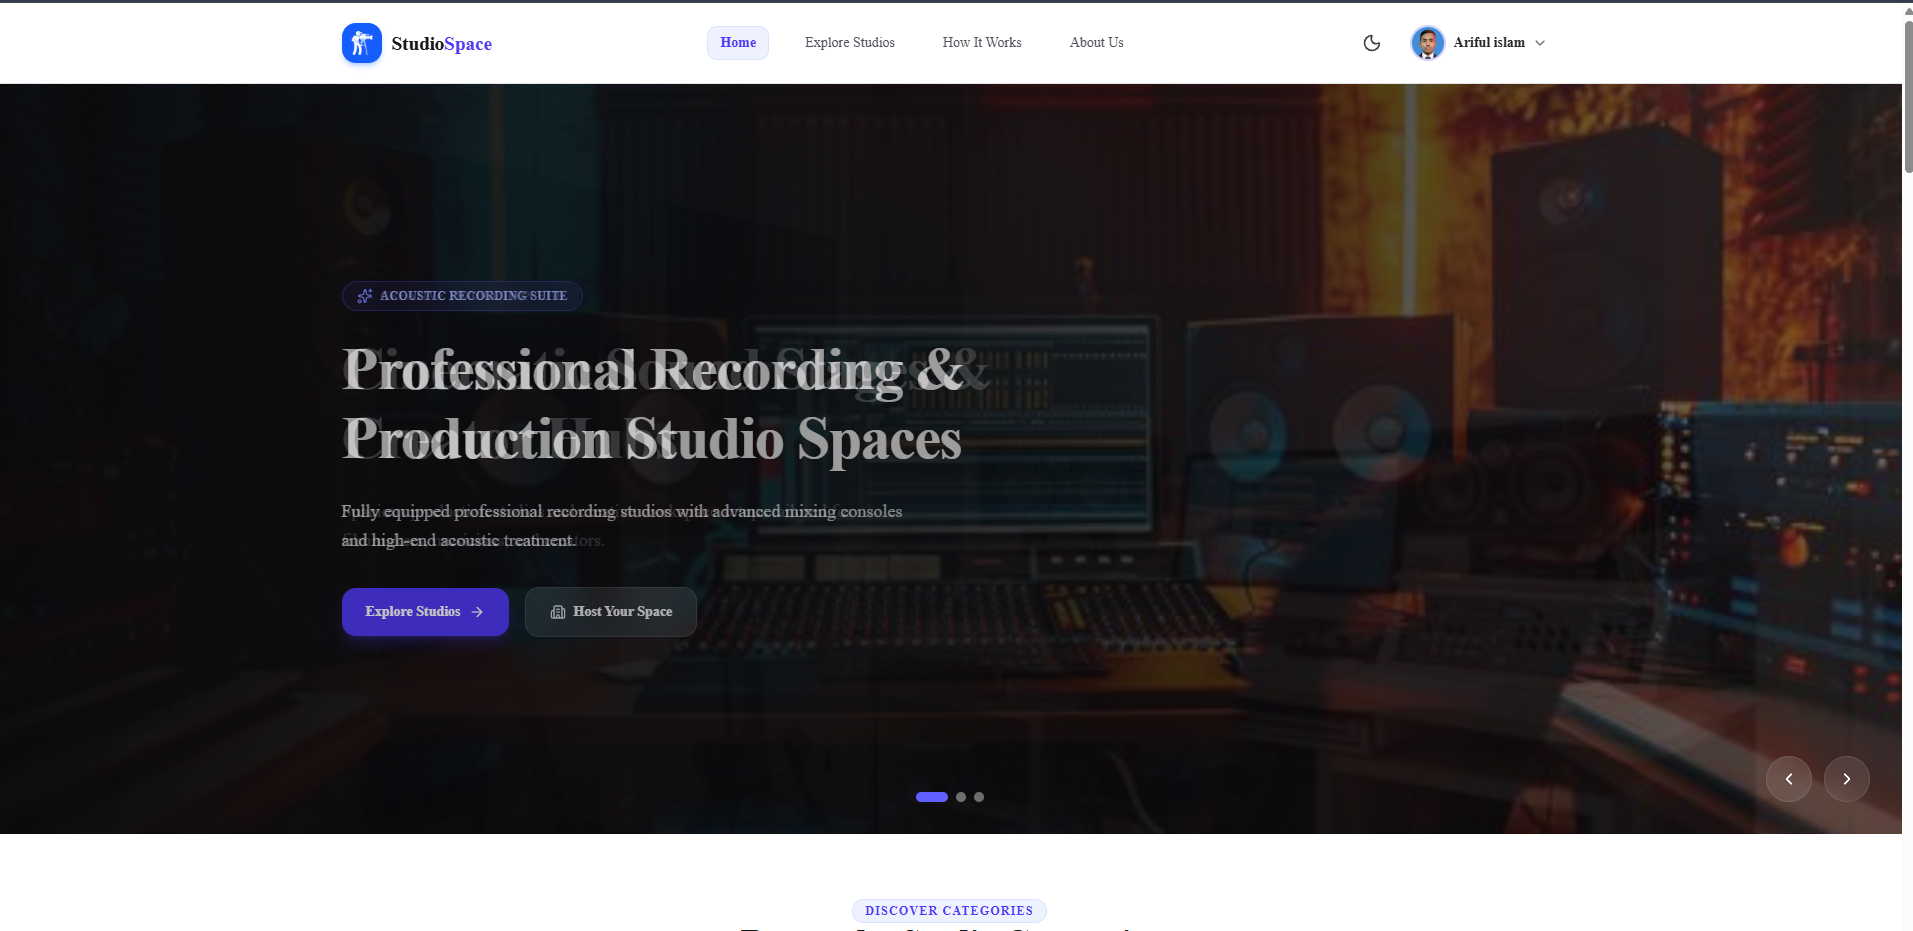 StudioSpace
Home
Explore Studios
How It Works
About Us
Ariful islam
ACOUSTIC RECORDING SUITE
Professional Recording &
Production Studio Spaces
Fully equipped professional recording studios with advanced mixing consoles
and high-end acoustic treatment.
Explore Studios
Host Your Space
DISCOVER CATEGORIES